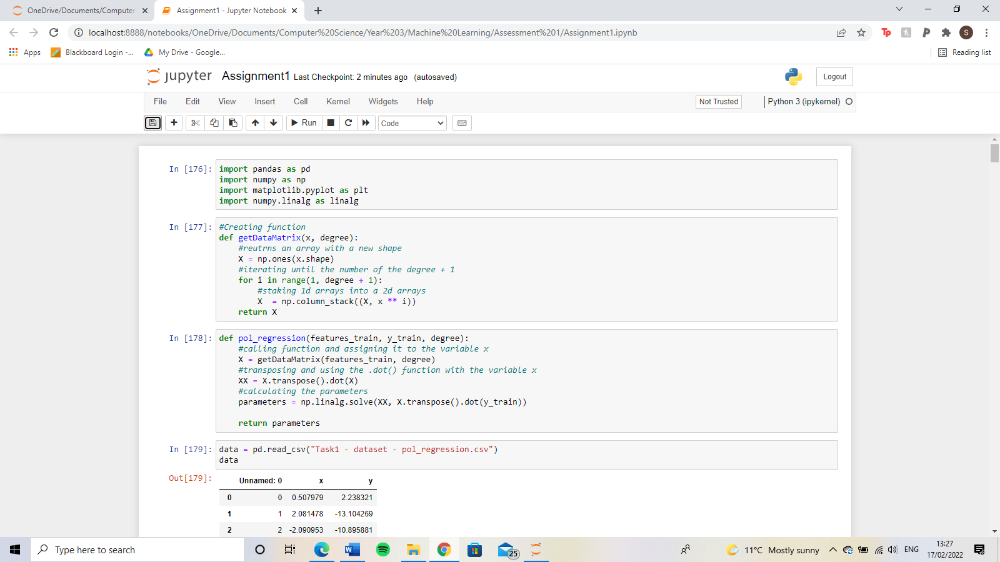 OneDrive/Documents/Computer
Assignment1 - Jupyter Notebook
localhost:8888/notebooks/OneDrive/Documents/Computer%20Science/Year%203/Machine%20Learning/Assessment%201/Assignment1.ipynb
S
Apps
Blackboard Login -...
My Drive - Google...
Reading list
jupyter Assignment1 Last Checkpoint: 2 minutes ago (autosaved)
Logout
File Edit View Insert Cell Kernel Widgets Help
Not Trusted
Python 3 (ipykernel)
Run
Code
In [176]:
import pandas as pd
import numpy as np
import matplotlib.pyplot as plt
import numpy.linalg as linalg
In [177]:
#Creating function
def getDataMatrix(x, degree):
    #reutrns an array with a new shape
    X = np.ones(x.shape)
    #iterating until the number of the degree + 1
    for i in range(1, degree + 1):
        #staking 1d arrays into a 2d arrays
        X  = np.column_stack((X, x ** i))
    return X
In [178]:
def pol_regression(features_train, y_train, degree):
    #calling function and assigning it to the variable x
    X = getDataMatrix(features_train, degree)
    #transposing and using the .dot() function with the variable x
    XX = X.transpose().dot(X)
    #calculating the parameters
    parameters = np.linalg.solve(XX, X.transpose().dot(y_train))
    return parameters
In [179]:
data = pd.read_csv("Task1 - dataset - pol_regression.csv")
data
Out[179]:
Unnamed: 0 x y
0 0 0.507979 2.238321
1 1 2.081478 -13.104269
2 2 -2.090953 -10.895881
Type here to search
25
11°C Mostly sunny
ENG
13:27
17/02/2022